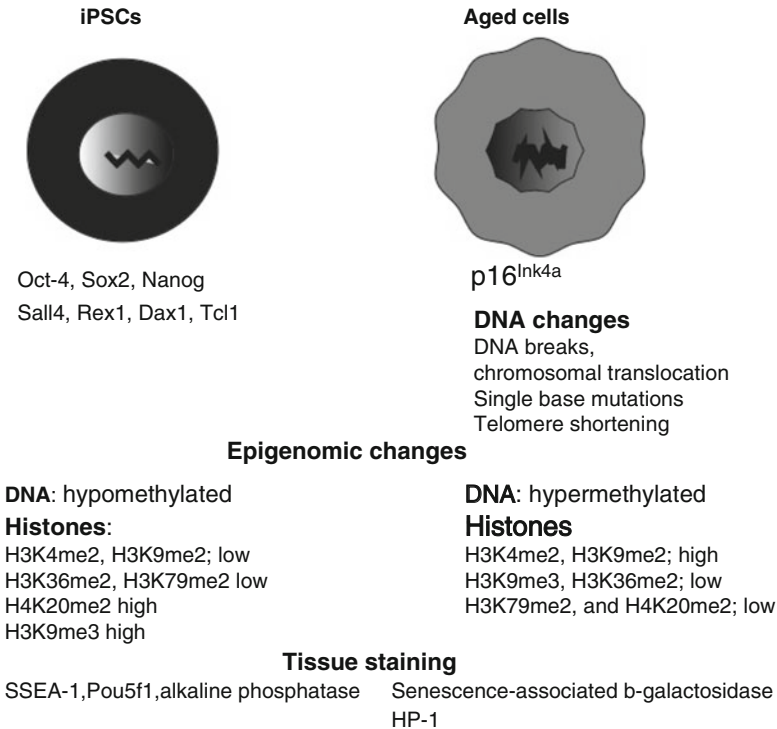 iPSCs
Aged cells
Oct-4, Sox2, Nanog
Sall4, Rex1, Dax1, Tcl1
p16Ink4a
DNA changes
DNA breaks,
chromosomal translocation
Single base mutations
Telomere shortening
Epigenomic changes
DNA: hypomethylated
Histones:
H3K4me2, H3K9me2; low
H3K36me2, H3K79me2 low
H4K20me2 high
H3K9me3 high
DNA: hypermethylated
Histones
H3K4me2, H3K9me2; high
H3K9me3, H3K36me2; low
H3K79me2, and H4K20me2; low
Tissue staining
SSEA-1,Pou5f1,alkaline phosphatase
Senescence-associated b-galactosidase
HP-1